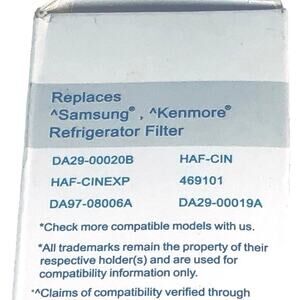 Replaces
^Samsung®, ^Kenmore®
Refrigerator Filter
DA29-00020B HAF-CIN
HAF-CINEXP 469101
DA97-08006A DA29-00019A
*Check more compatible models with us.
*All trademarks remain the property of their
respective holder(s) and are used for
compatibility information only.
*^Claims of compatibility verified through